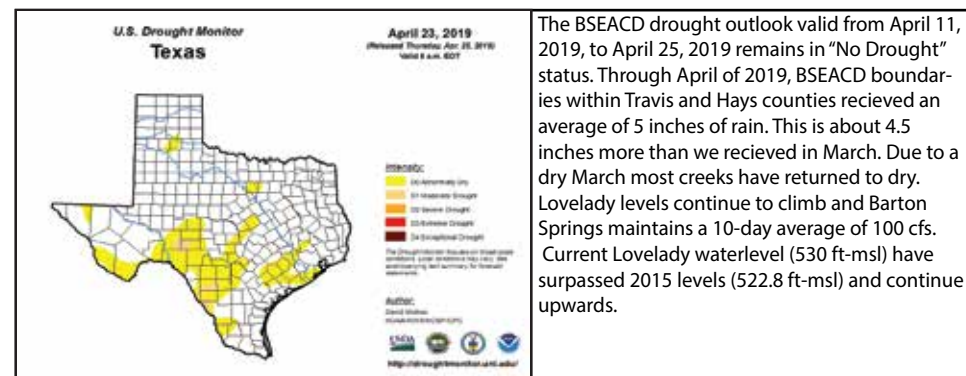 U.S. Drought Monitor
Texas
April 23, 2019
(Released Thursday, Apr. 25, 2019)
Valid 8 a.m. EDT
Intensity:
D0 Abnormally Dry
D1 Moderate Drought
D2 Severe Drought
D3 Extreme Drought
D4 Exceptional Drought
Author:
David
USDA
http://droughtmonitor.unl.edu/
The BSEACD drought outlook valid from April 11,
2019, to April 25, 2019 remains in “No Drought”
status. Through April of 2019, BSEACD boundar-
ies within Travis and Hays counties recieved an
average of 5 inches of rain. This is about 4.5
inches more than we recieved in March. Due to a
dry March most creeks have returned to dry.
Lovelady levels continue to climb and Barton
Springs maintains a 10-day average of 100 cfs.
Current Lovelady waterlevel (530 ft-msl) have
surpassed 2015 levels (522.8 ft-msl) and continue
upwards.